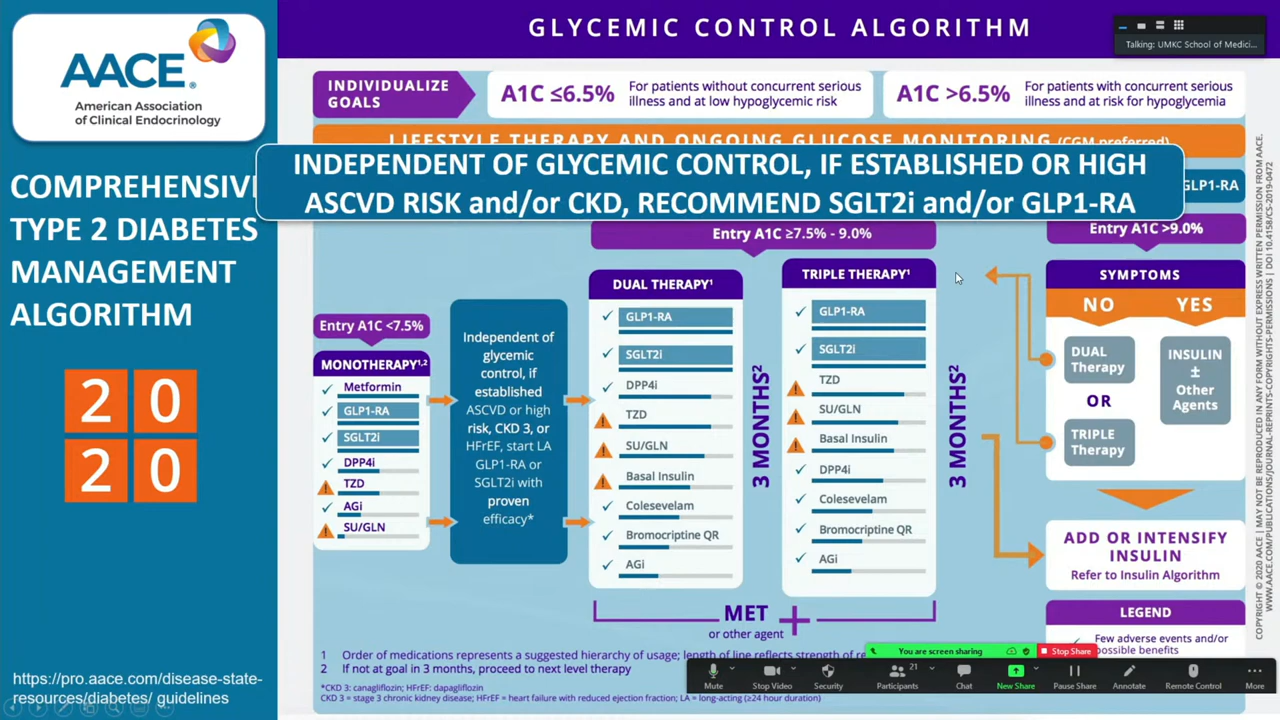 AACE®
American Association
of Clinical Endocrinology
COMPREHENSIV
TYPE 2 DIABETES
MANAGEMENT
ALGORITHM
20
20
https://pro.aace.com/disease-state-
resources/diabetes/ guidelines
GLYCEMIC CONTROL ALGORITHM
Talking: UMKC School of Medici...
INDIVIDUALIZE
GOALS
A1C ≤6.5%
For patients without concurrent serious
illness and at low hypoglycemic risk
A1C >6.5%
For patients with concurrent serious
illness and at risk for hypoglycemia
LIFESTYLE THERAPY AND ONGOING GLUCOSE MONITORING (CGM preferred)
INDEPENDENT OF GLYCEMIC CONTROL, IF ESTABLISHED OR HIGH
ASCVD RISK and/or CKD, RECOMMEND SGLT2i and/or GLP1-RA
GLP1-RA
Entry A1C <7.5%
MONOTHERAPY1,2
Metformin
GLP1-RA
SGLT2i
DPP4i
TZD
AGi
SU/GLN
Independent of
glycemic
control, if
established
ASCVD or high
risk, CKD 3, or
HFrEF, start LA
GLP1-RA or
SGLT2i with
proven
efficacy*
Entry A1C ≥7.5% - 9.0%
DUAL THERAPY1
GLP1-RA
SGLT2i
DPP4i
TZD
SU/GLN
Basal Insulin
Colesevelam
Bromocriptine QR
AGi
3 MONTHS2
TRIPLE THERAPY1
GLP1-RA
SGLT2i
TZD
SU/GLN
Basal Insulin
DPP4i
Colesevelam
Bromocriptine QR
AGi
3 MONTHS2
MET
or other agent
+
Entry A1C >9.0%
SYMPTOMS
NO YES
DUAL
Therapy
OR
TRIPLE
Therapy
INSULIN
±
Other
Agents
ADD OR INTENSIFY
INSULIN
Refer to Insulin Algorithm
LEGEND
Few adverse events and/or
possible benefits
1 Order of medications represents a suggested hierarchy of usage; length of line reflects strength of
2 If not at goal in 3 months, proceed to next level therapy
*CKD 3: canagliflozin; HFrEF: dapagliflozin
CKD 3 = stage 3 chronic kidney disease; HFrEF = heart failure with reduced ejection fraction; LA = long-acting (≥24 hour duration)
COPYRIGHT © 2020 AACE | MAY NOT BE REPRODUCED IN ANY FORM WITHOUT EXPRESS WRITTEN PERMISSION FROM AACE.
WWW.AACE.COM/PUBLICATIONS/JOURNAL-REPRINTS-COPYRIGHTS-PERMISSIONS | DOI 10.4158/CS-2019-0472
You are screen sharing
Stop Share
Mute
Stop Video
Security
Participants
21
Chat
New Share
Pause Share
Annotate
Remote Control
More